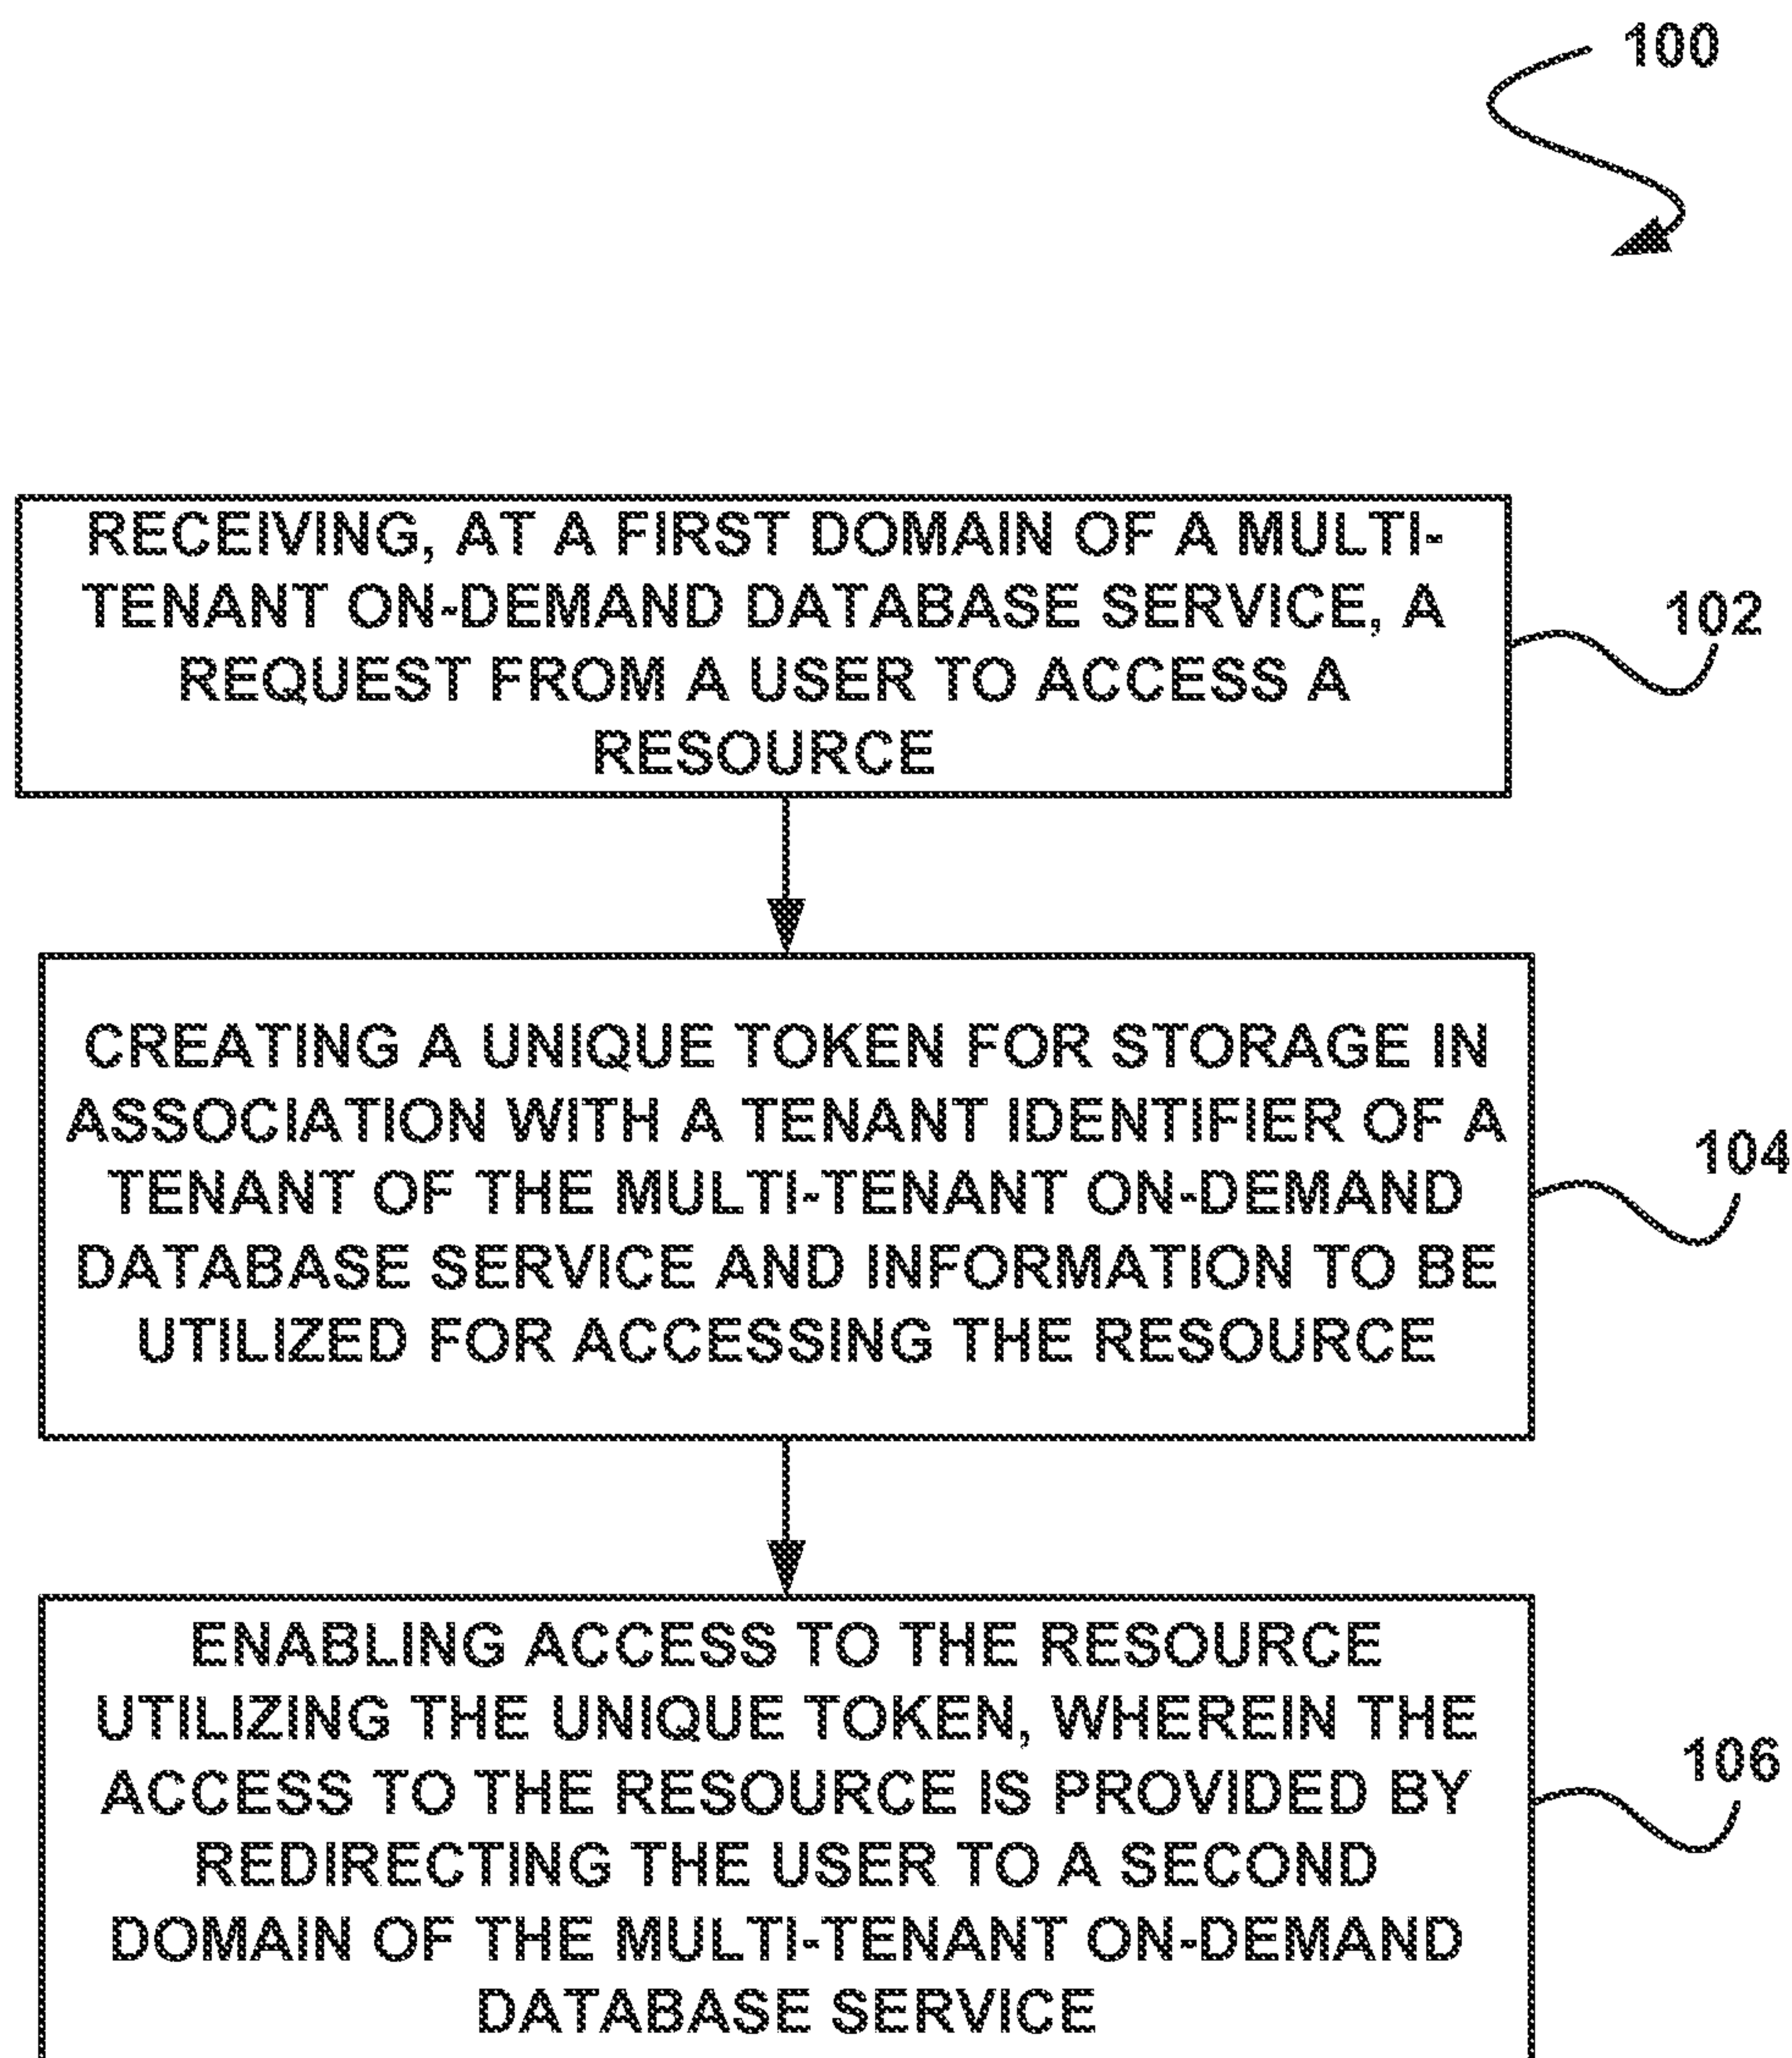 100
RECEIVING, AT A FIRST DOMAIN OF A MULTI-
TENANT ON-DEMAND DATABASE SERVICE, A
REQUEST FROM A USER TO ACCESS A
RESOURCE
102
CREATING A UNIQUE TOKEN FOR STORAGE IN
ASSOCIATION WITH A TENANT IDENTIFIER OF A
TENANT OF THE MULTI-TENANT ON-DEMAND
DATABASE SERVICE AND INFORMATION TO BE
UTILIZED FOR ACCESSING THE RESOURCE
104
ENABLING ACCESS TO THE RESOURCE
UTILIZING THE UNIQUE TOKEN, WHEREIN THE
ACCESS TO THE RESOURCE IS PROVIDED BY
REDIRECTING THE USER TO A SECOND
DOMAIN OF THE MULTI-TENANT ON-DEMAND
DATABASE SERVICE
106